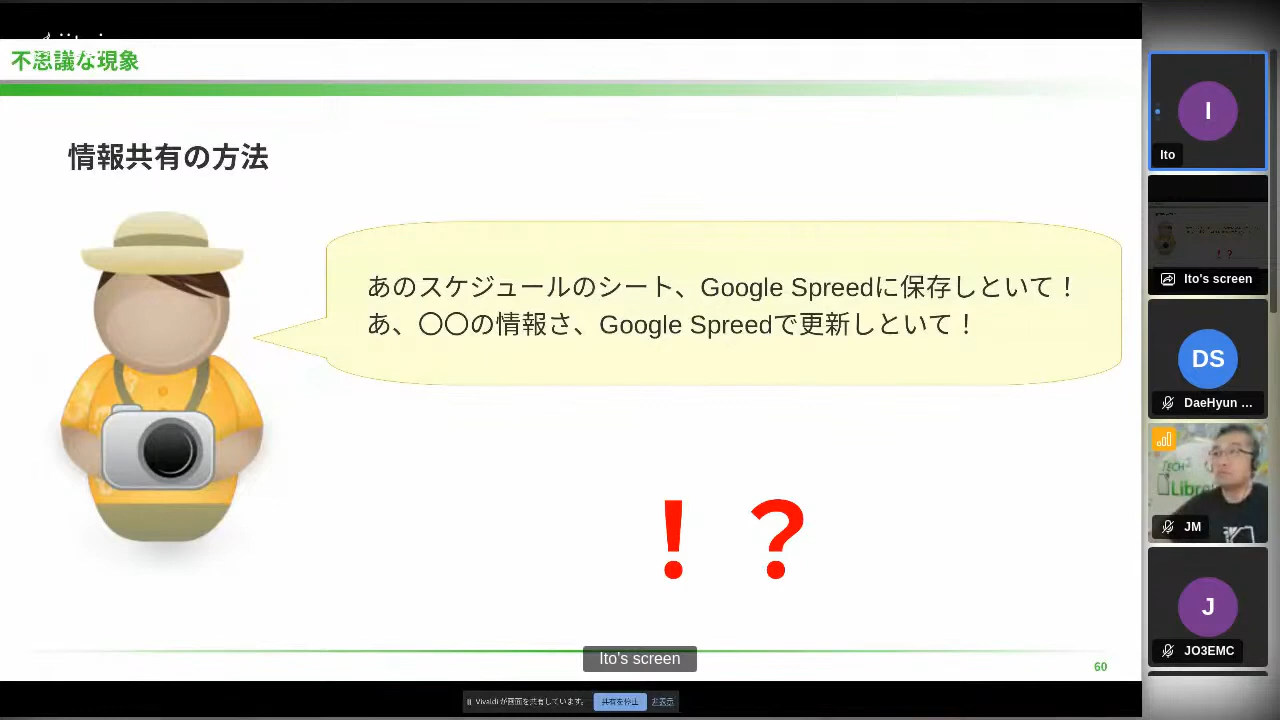 不思議な現象
情報共有の方法
あのスケジュールのシート、Google Spreedに保存しといて！
あ、〇〇の情報さ、Google Spreedで更新しといて！
！？
60
Ito's screen
Vivaldi が画面を共有しています。
共有を停止
非表示
I
Ito
Ito's screen
DS
DaeHyun ...
TECH
Libre
JM
J
JO3EMC